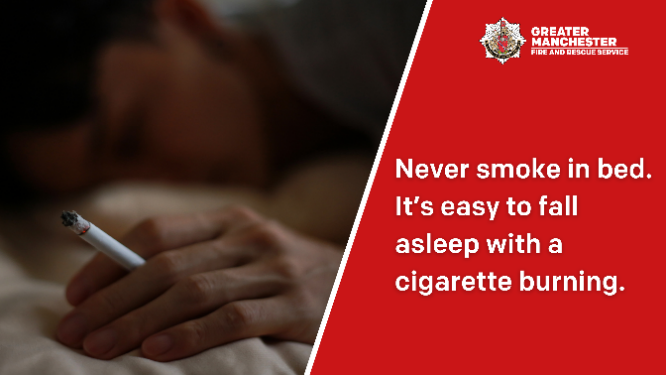 GREATER
MANCHESTER
FIRE AND RESCUE SERVICE
Never smoke in bed.
It's easy to fall
asleep with a
cigarette burning.